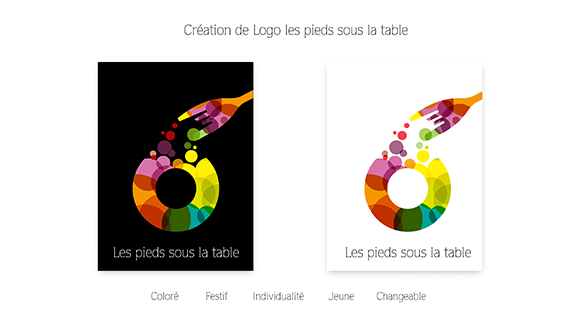 Création de Logo les pieds sous la table
Les pieds sous la table
Les pieds sous la table
Coloré Festif Individualité Jeune Changeable